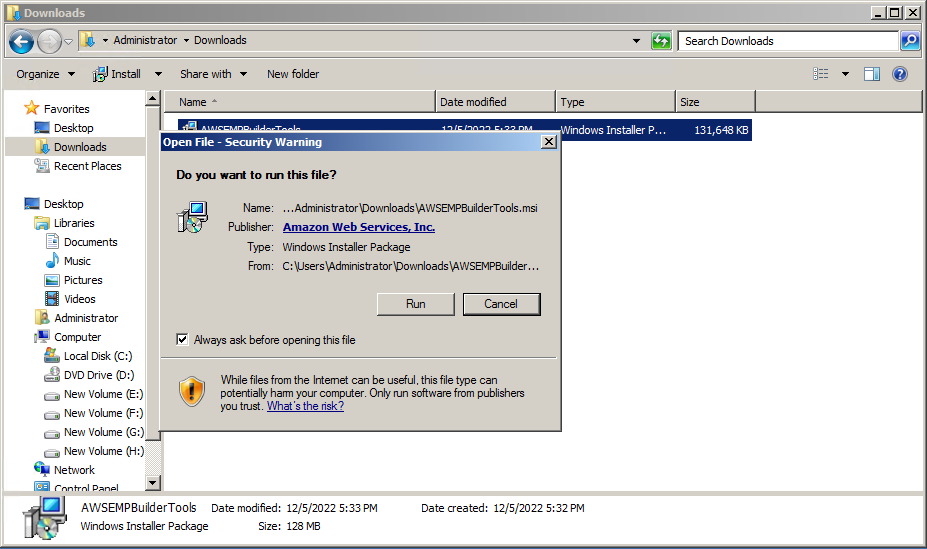 Downloads
Administrator Downloads
Search Downloads
Organize Install Share with New folder
Name Date modified Type Size
AWSEMPBuilderTools 12/5/2022 5:33 PM Windows Installer P... 131,648 KB
Favorites
Desktop
Downloads
Recent Places
Desktop
Libraries
Documents
Music
Pictures
Videos
Administrator
Computer
Local Disk (C:)
DVD Drive (D:)
New Volume (E:)
New Volume (F:)
New Volume (G:)
New Volume (H:)
Network
Control Panel
Open File - Security Warning
Do you want to run this file?
Name: ...Administrator\Downloads\AWSEMPBuilderTools.msi
Publisher: Amazon Web Services, Inc.
Type: Windows Installer Package
From: C:\Users\Administrator\Downloads\AWSEMPBuilder...
Run Cancel
Always ask before opening this file
While files from the Internet can be useful, this file type can
potentially harm your computer. Only run software from publishers
you trust. What's the risk?
AWSEMPBuilderTools Date modified: 12/5/2022 5:33 PM Date created: 12/5/2022 5:32 PM
Windows Installer Package Size: 128 MB